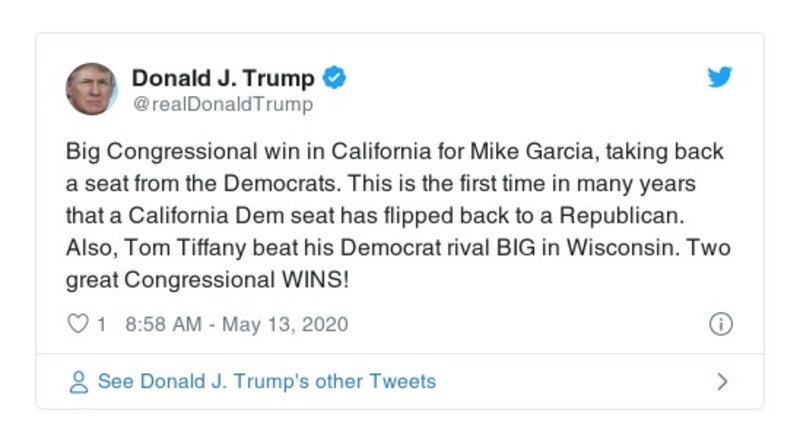 Donald J. Trump
@realDonaldTrump
Big Congressional win in California for Mike Garcia, taking back
a seat from the Democrats. This is the first time in many years
that a California Dem seat has flipped back to a Republican.
Also, Tom Tiffany beat his Democrat rival BIG in Wisconsin. Two
great Congressional WINS!
1 8:58 AM - May 13, 2020
See Donald J. Trump's other Tweets